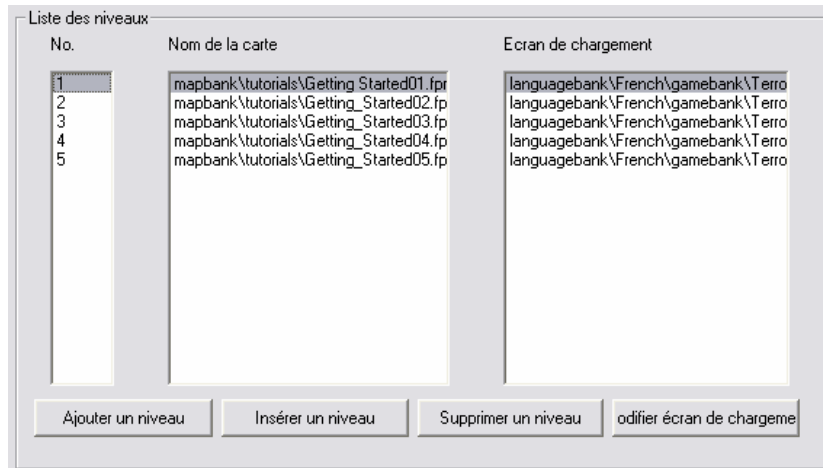 Liste des niveaux
No. Nom de la carte Ecran de chargement
1 mapbank\tutorials\Getting Started01.fpr languagebank\French\gamebank\Terro
2 mapbank\tutorials\Getting_Started02.fp languagebank\French\gamebank\Terro
3 mapbank\tutorials\Getting_Started03.fp languagebank\French\gamebank\Terro
4 mapbank\tutorials\Getting_Started04.fp languagebank\French\gamebank\Terro
5 mapbank\tutorials\Getting_Started05.fp languagebank\French\gamebank\Terro
Ajouter un niveau Insérer un niveau Supprimer un niveau odifier écran de chargeme